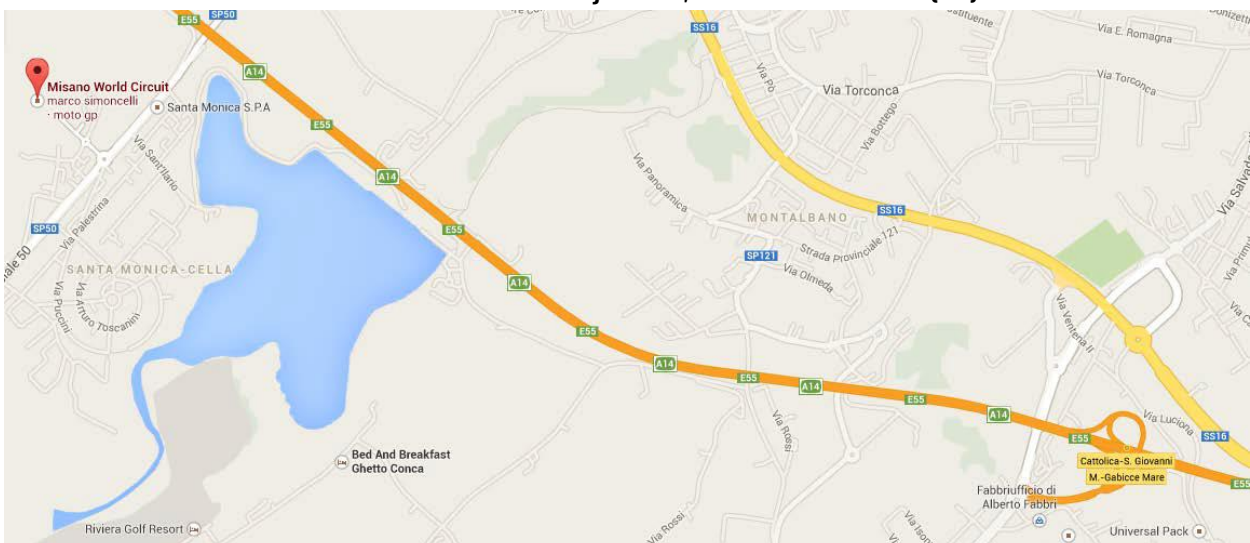 E55
SP50
A14
SS16
Via E. Romagna
Via Torconca
Via Torconca
Via Pò
Via Bottego
Misano World Circuit
marco simoncelli
- moto gp
Santa Monica S.P.A
Via Sant'Ilario
E55
A14
E55
SP50
Via Palestrina
SANTA MONICA-CELLA
Via Puccini
Via Arturo Toscanini
Via Panoramica
MONTALBANO
SS16
Strada Provinciale 121
SP121
Via Olmeda
A14
E55
A14
E55
A14
E55
A14
Via Ventena II
Via Luciona
SS16
E55
Cattolica-S. Giovanni
M.-Gabicce Mare
E55
Via Rossi
Via Rossi
Bed And Breakfast
Ghetto Conca
Riviera Golf Resort
Fabbriufficio di
Alberto Fabbri
Universal Pack